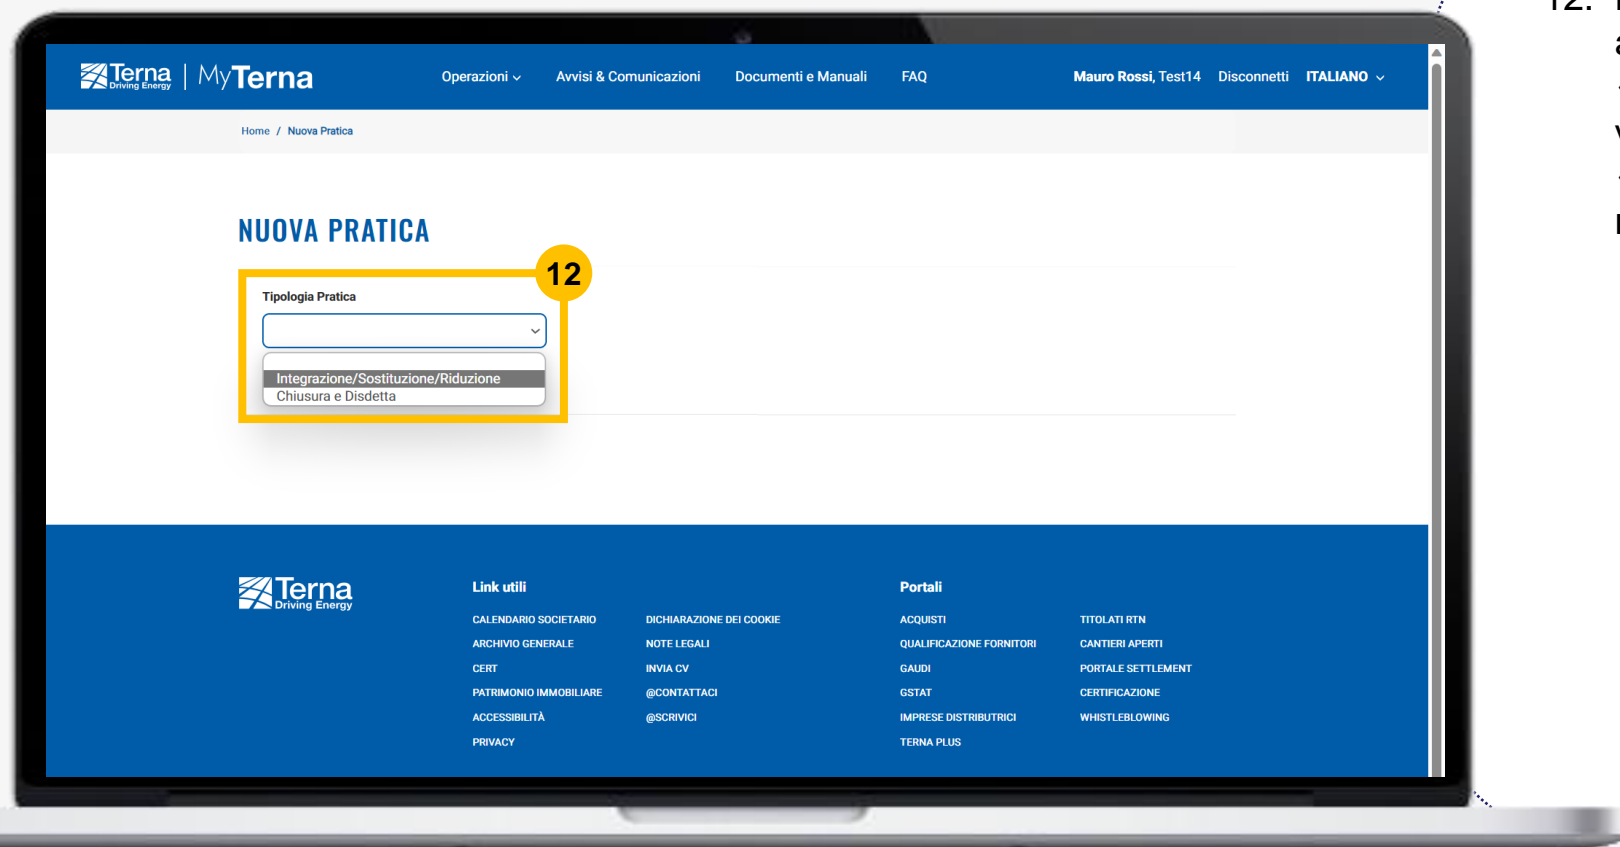 12.
Terna
Driving Energy
MyTerna
Operazioni
Avvisi & Comunicazioni
Documenti e Manuali
FAQ
Mauro Rossi, Test14
Disconnetti
ITALIANO
Home / Nuova Pratica
NUOVA PRATICA
12
Tipologia Pratica
Integrazione/Sostituzione/Riduzione
Chiusura e Disdetta
Terna
Driving Energy
Link utili
CALENDARIO SOCIETARIO
ARCHIVIO GENERALE
CERT
PATRIMONIO IMMOBILIARE
ACCESSIBILITÀ
PRIVACY
DICHIARAZIONE DEI COOKIE
NOTE LEGALI
INVIA CV
@CONTATTACI
@SCRIVICI
Portali
ACQUISTI
QUALIFICAZIONE FORNITORI
GAUDI
GSTAT
IMPRESE DISTRIBUTRICI
TERNA PLUS
TITOLATI RTN
CANTIERI APERTI
PORTALE SETTLEMENT
CERTIFICAZIONE
WHISTLEBLOWING